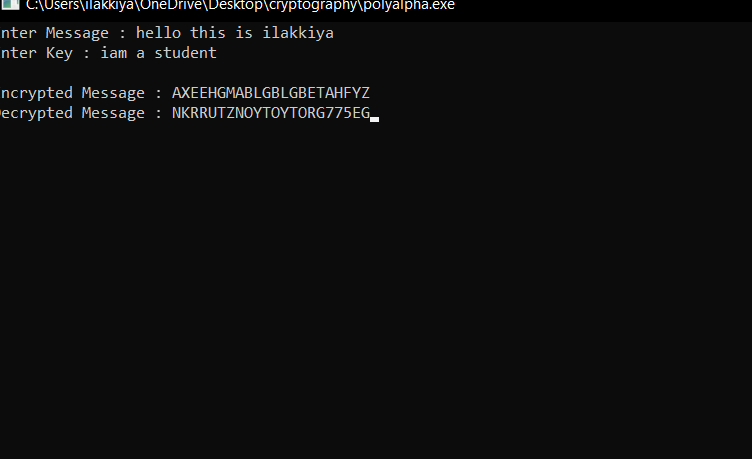 C:\Users\ilakkiya\OneDrive\Desktop\cryptography\polyalpha.exe
nter Message : hello this is ilakkiya
nter Key : iam a student
ncrypted Message : AXEEHGMABLGBLGBETAHFYZ
ecrypted Message : NKRRUTZNOYTOYTORG775EG